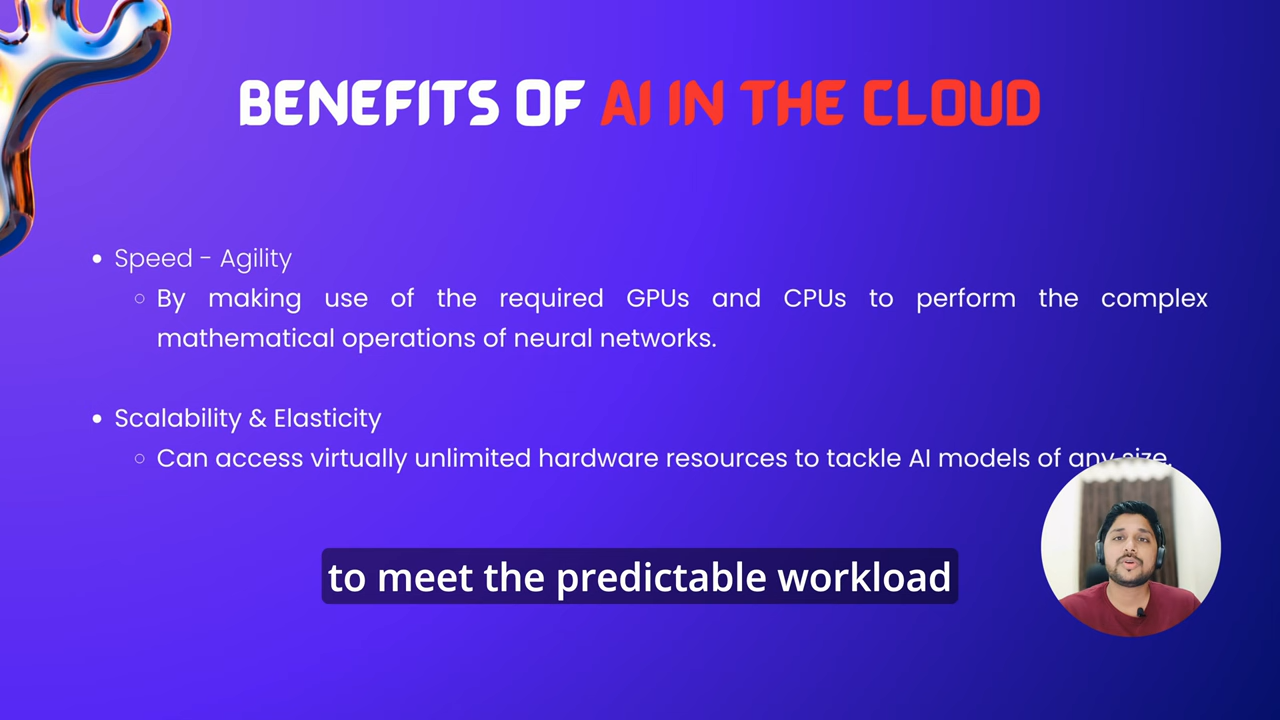 BENEFITS OF AI IN THE CLOUD
• Speed - Agility
○ By making use of the required GPUs and CPUs to perform the complex
mathematical operations of neural networks.
• Scalability & Elasticity
○ Can access virtually unlimited hardware resources to tackle AI models of any size.
to meet the predictable workload